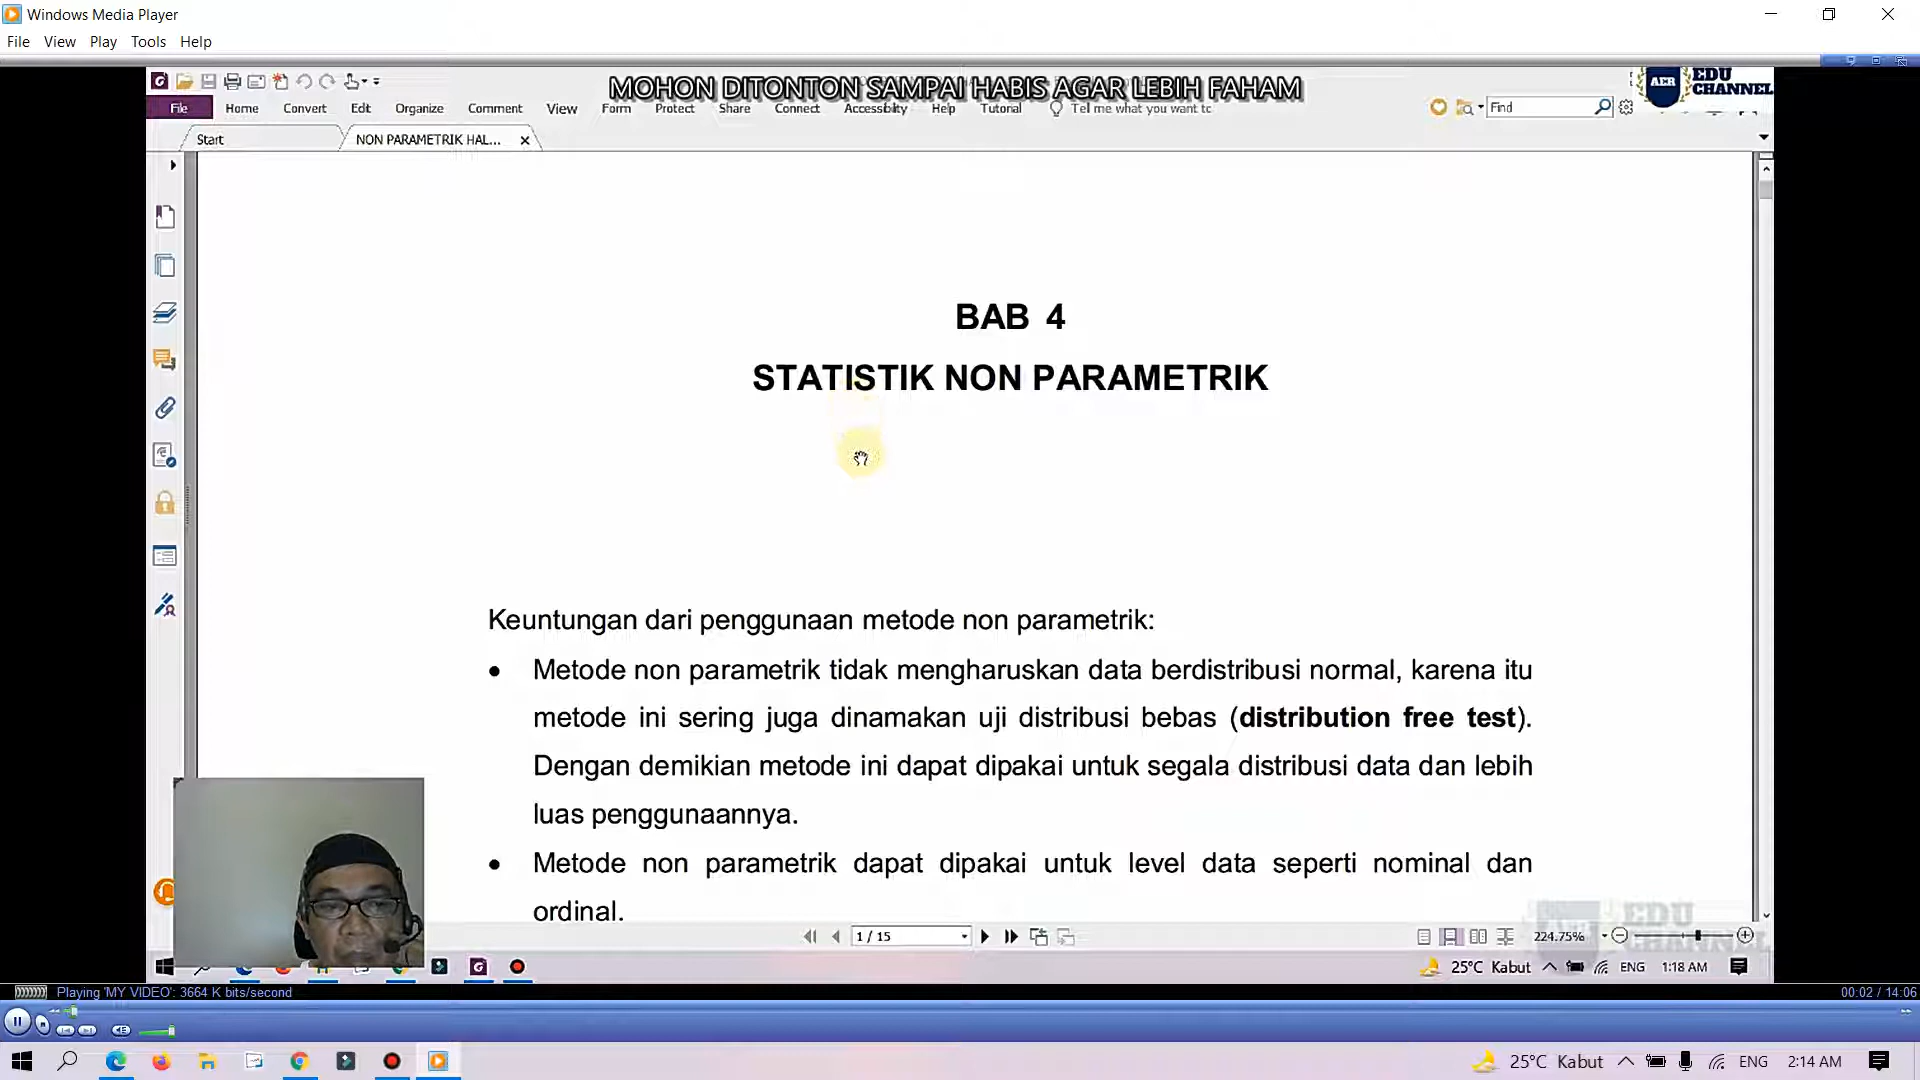 Windows Media Player
File View Play Tools Help
MOHON DITONTON SAMPAI HABIS AGAR LEBIH FAHAM
AER EDU CHANNEL
File Home Convert Edit Organize Comment View Form Protect Share Connect Accessibility Help Tutorial Tell me what you want to Find
Start NON PARAMETRIK HAL...
BAB 4
STATISTIK NON PARAMETRIK
Keuntungan dari penggunaan metode non parametrik:
• Metode non parametrik tidak mengharuskan data berdistribusi normal, karena itu
metode ini sering juga dinamakan uji distribusi bebas (distribution free test).
Dengan demikian metode ini dapat dipakai untuk segala distribusi data dan lebih
luas penggunaannya.
• Metode non parametrik dapat dipakai untuk level data seperti nominal dan
ordinal.
EDU
CHANNEL
1 / 15 224.75%
25°C Kabut ENG 1:18 AM
Playing 'MY VIDEO': 3664 K bits/second 00:02 / 14:06
25°C Kabut ENG 2:14 AM